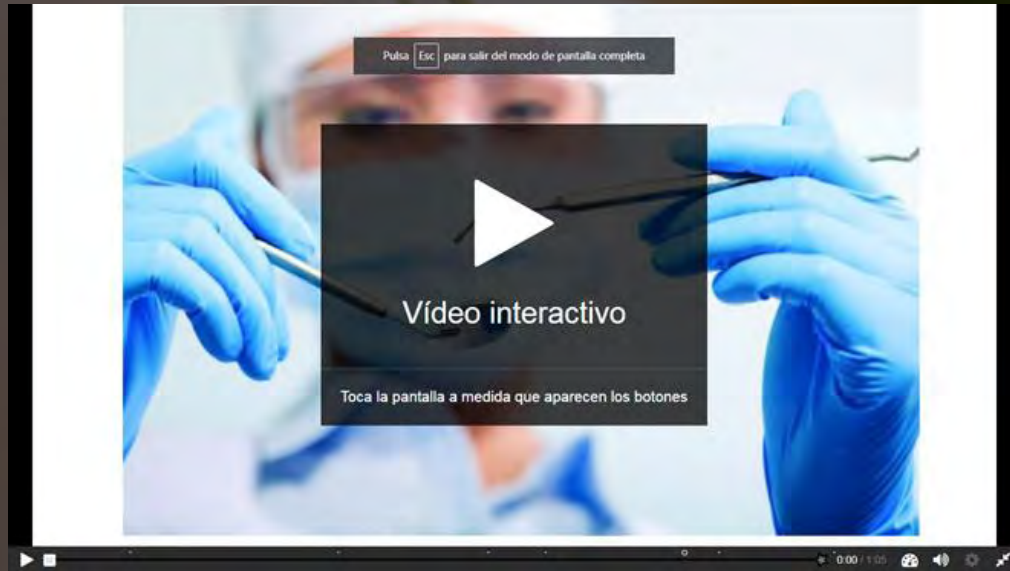 Pulsa Esc para salir del modo de pantalla completa
Vídeo interactivo
Toca la pantalla a medida que aparecen los botones
0:00 / 1:05